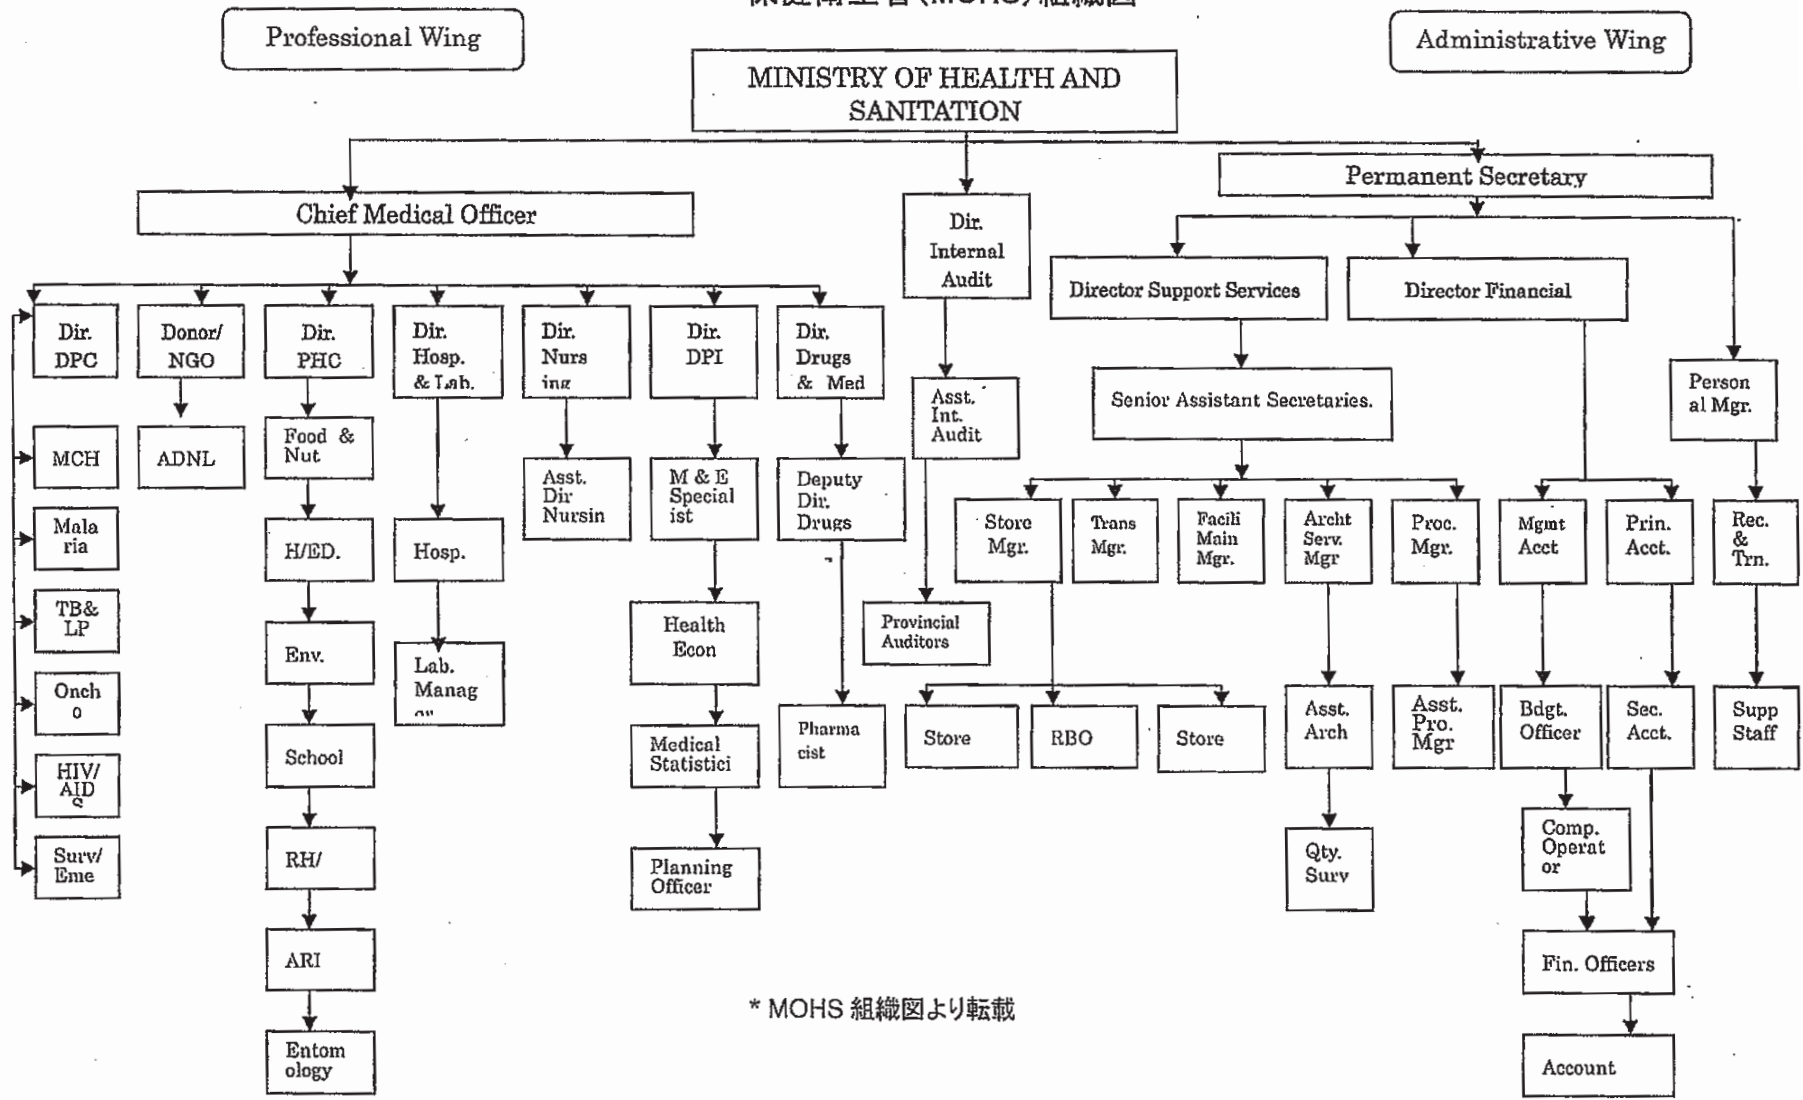 Professional Wing
Administrative Wing
MINISTRY OF HEALTH AND
SANITATION
Permanent Secretary
Chief Medical Officer
Dir.
Internal
Audit
Director Support Services
Director Financial
Dir.
DPC
Donor/
NGO
Dir.
PHC
Dir.
Hosp.
& Lab.
Dir.
Nurs
ing
Dir.
DPI
Dir.
Drugs
& Med
Asst.
Int.
Audit
Senior Assistant Secretaries.
Person
al Mgr.
MCH
ADNL
Food &
Nut
Asst.
Dir
Nursin
M & E
Special
ist
Deputy
Dir.
Drugs
Mala
ria
H/ED.
Hosp.
Store
Mgr.
Trans
Mgr.
Facili
Main
Mgr.
Archt
Serv.
Mgr
Proc.
Mgr.
Mgmt
Acct
Prin.
Acct.
Rec.
&
Trn.
TB&
LP
Env.
Lab.
Manag
Health
Econ
Provincial
Auditors
Onch
o
School
Medical
Statistici
Pharma
cist
Store
RBO
Store
Asst.
Arch
Asst.
Pro.
Mgr
Bdgt.
Officer
Sec.
Acct.
Supp
Staff
HIV/
AID
S
Surv/
Eme
RH/
Planning
Officer
Qty.
Surv
Comp.
Operat
or
ARI
Fin. Officers
Entom
ology
Account
* MOHS 組織図より転載